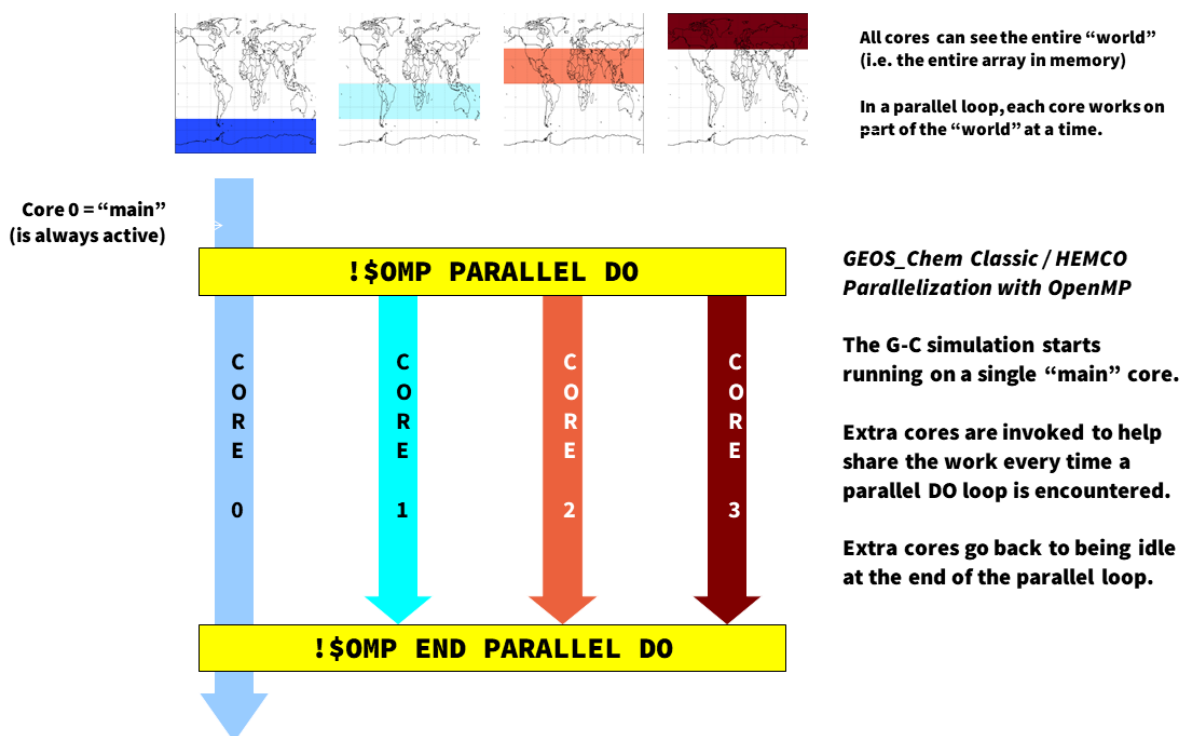 All cores can see the entire “world”
(i.e. the entire array in memory)
In a parallel loop, each core works on
part of the “world” at a time.
Core 0 = “main”
(is always active)
!$OMP PARALLEL DO
GEOS_Chem Classic / HEMCO
Parallelization with OpenMP
The G-C simulation starts
running on a single “main” core.
Extra cores are invoked to help
share the work every time a
parallel DO loop is encountered.
Extra cores go back to being idle
at the end of the parallel loop.
CORE 0
CORE 1
CORE 2
CORE 3
!$OMP END PARALLEL DO